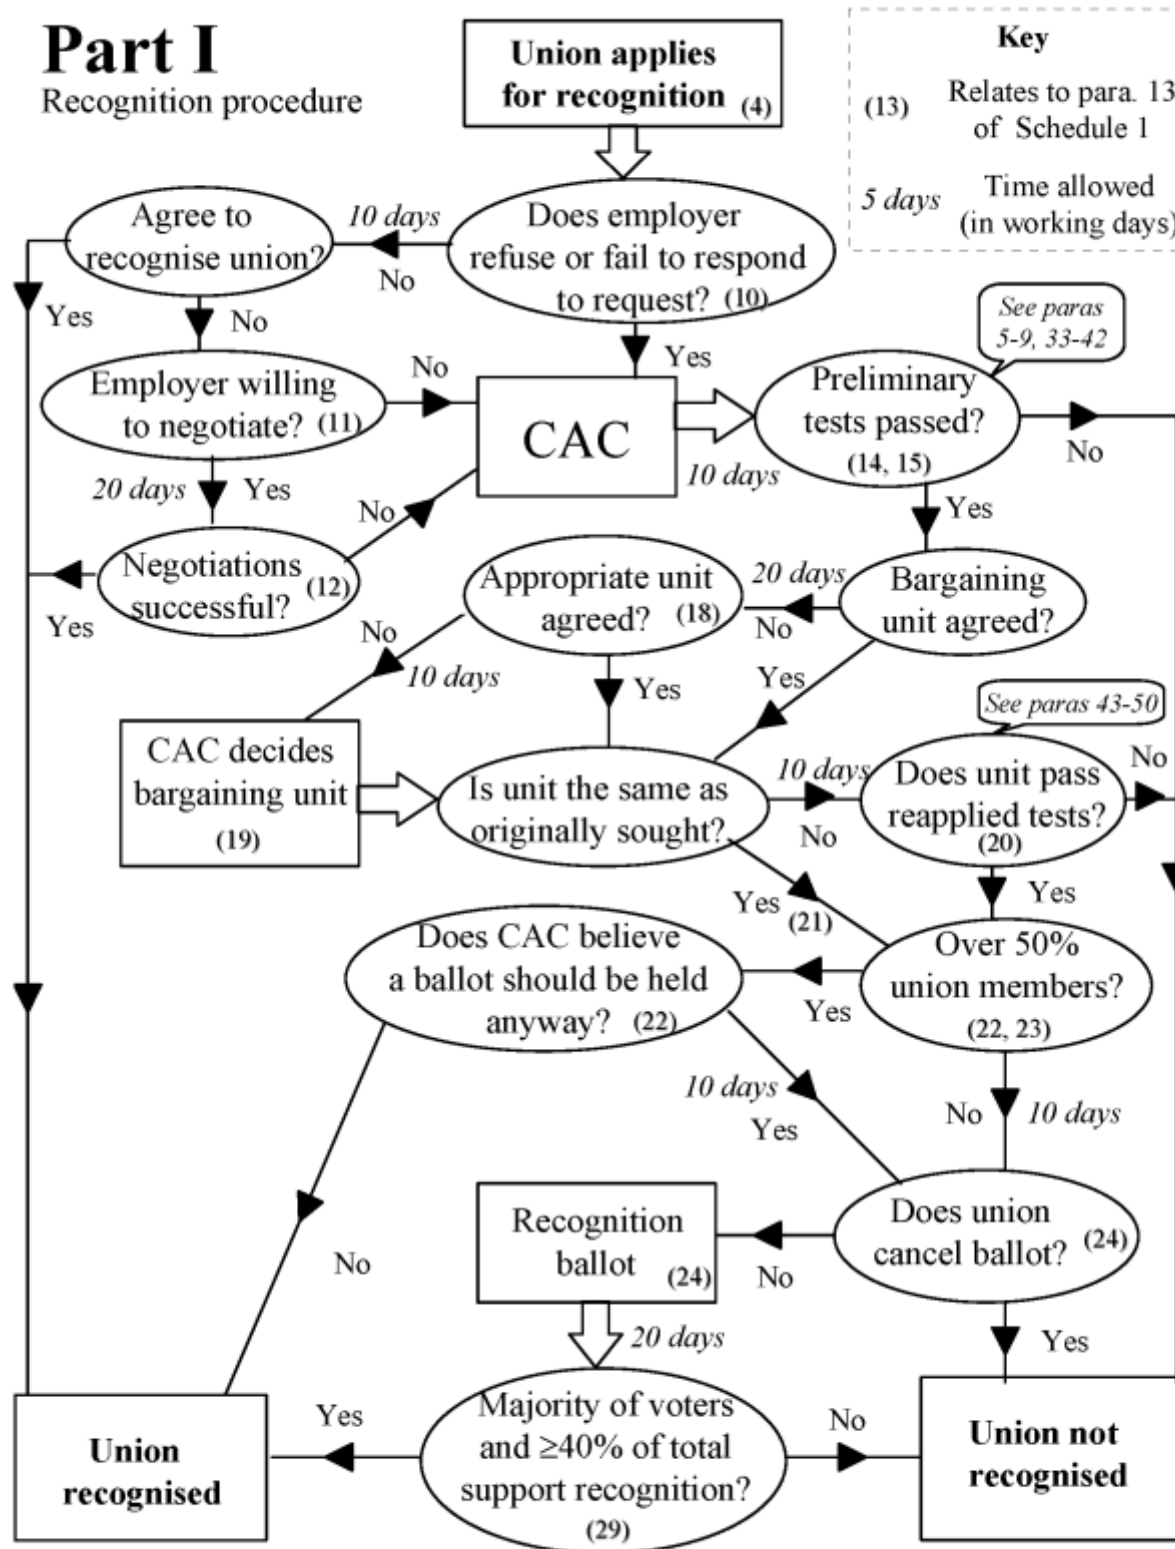 Part I
Recognition procedure
Union applies
for recognition (4)
Key
(13) Relates to para. 13
of Schedule 1
5 days Time allowed
(in working days)
Agree to
recognise union?
10 days
No
Does employer
refuse or fail to respond
to request? (10)
Yes
No
Yes
See paras
5-9, 33-42
Employer willing
to negotiate? (11)
No
CAC
10 days
Preliminary
tests passed?
(14, 15)
No
20 days
Yes
No
Yes
Negotiations
successful? (12)
Yes
Appropriate unit
agreed? (18)
20 days
No
Bargaining
unit agreed?
No
10 days
Yes
Yes
See paras 43-50
CAC decides
bargaining unit
(19)
Is unit the same as
originally sought?
10 days
No
Does unit pass
reapplied tests?
(20)
No
Yes
(21)
Yes
Does CAC believe
a ballot should be held
anyway? (22)
Yes
Over 50%
union members?
(22, 23)
10 days
Yes
No
10 days
No
Recognition
ballot
(24)
No
Does union
cancel ballot? (24)
20 days
Yes
Union
recognised
Yes
Majority of voters
and ≥40% of total
support recognition?
(29)
No
Union not
recognised